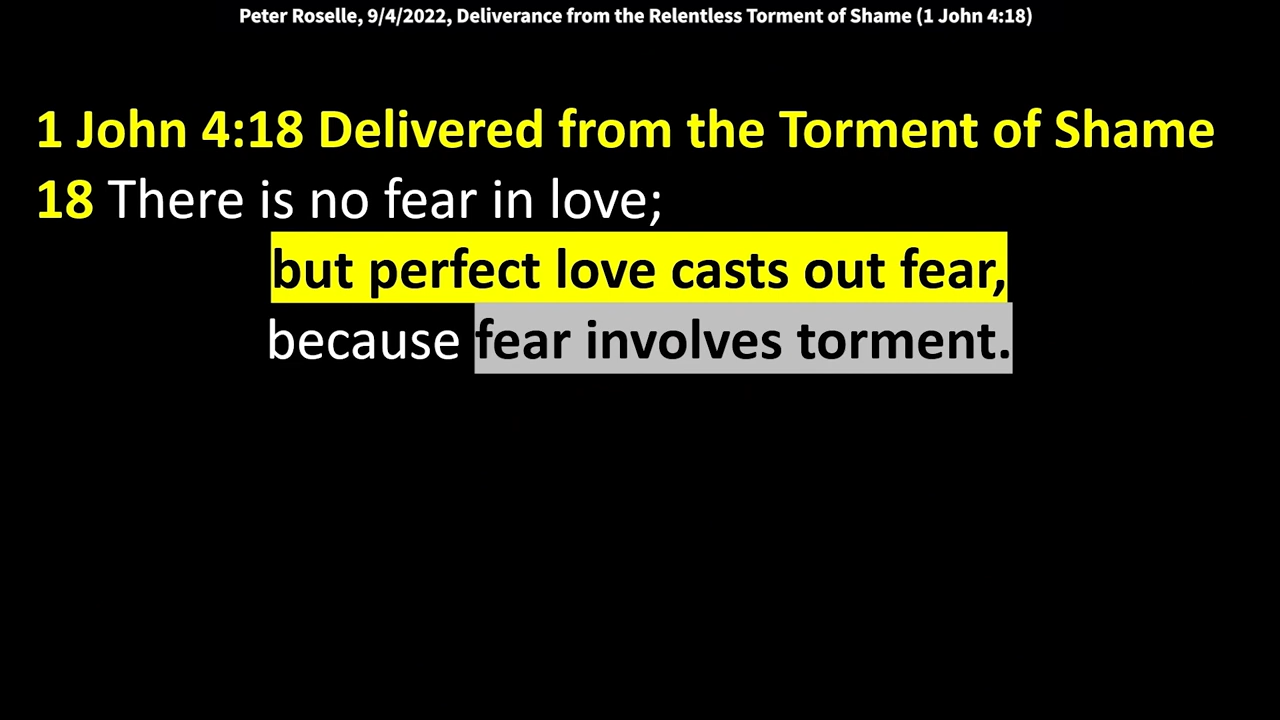 Peter Roselle, 9/4/2022, Deliverance from the Relentless Torment of Shame (1 John 4:18)
1 John 4:18 Delivered from the Torment of Shame
18 There is no fear in love;
but perfect love casts out fear,
because fear involves torment.